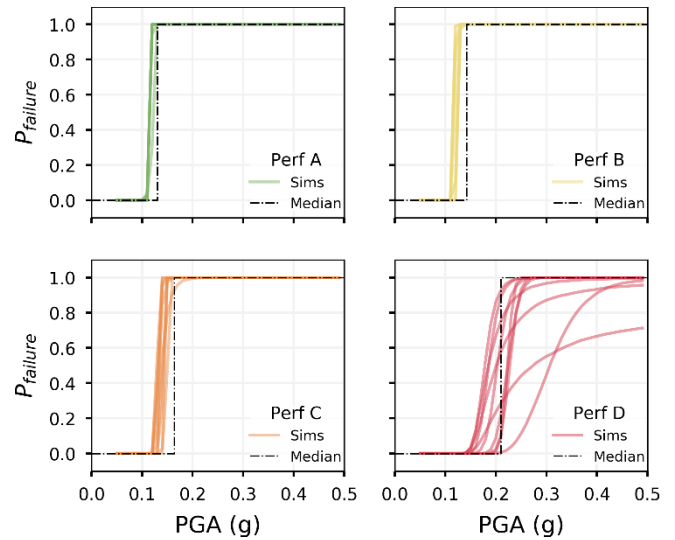 1.0
0.8
0.6
0.4
0.2
0.0
P_failure
Perf A
Sims
Median
Perf B
Sims
Median
1.0
0.8
0.6
0.4
0.2
0.0
P_failure
Perf C
Sims
Median
0.0 0.1 0.2 0.3 0.4 0.5
PGA (g)
Perf D
Sims
Median
0.0 0.1 0.2 0.3 0.4 0.5
PGA (g)